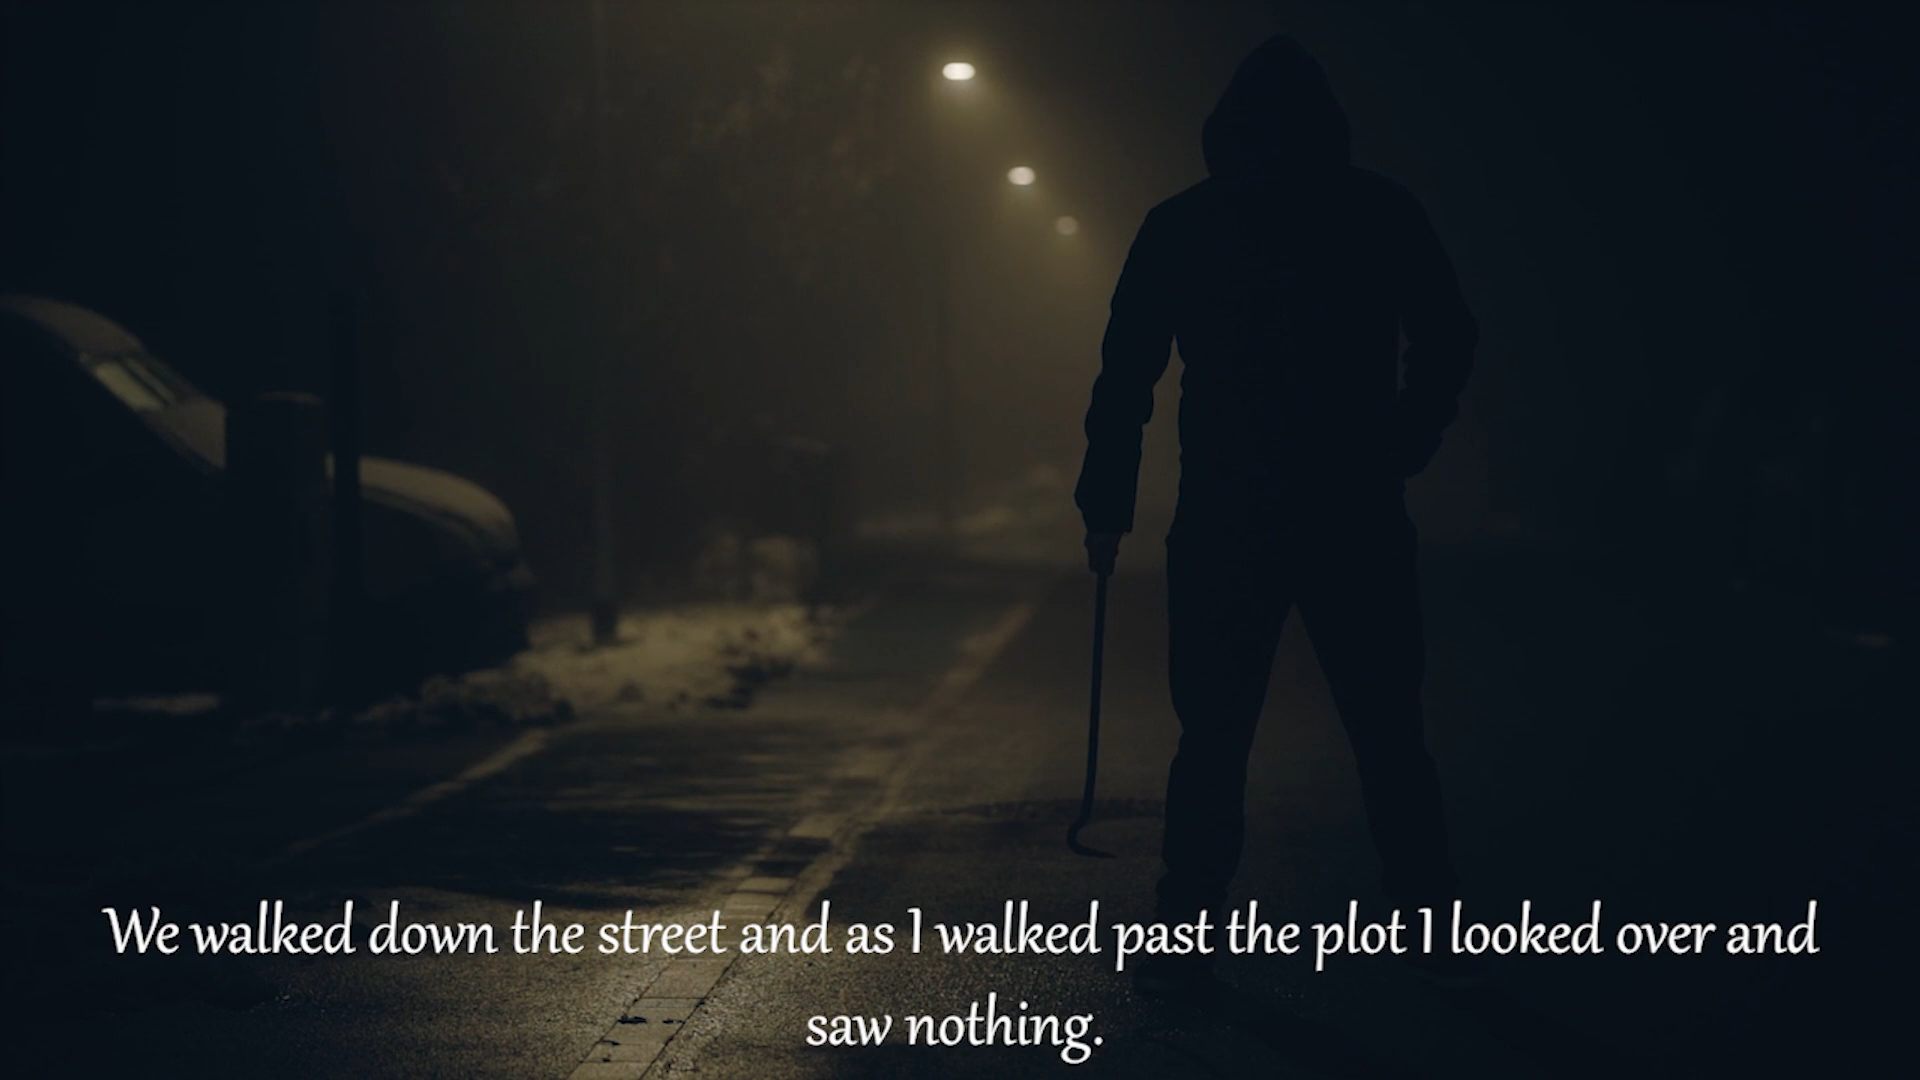 We walked down the street and as I walked past the plot I looked over and
saw nothing.